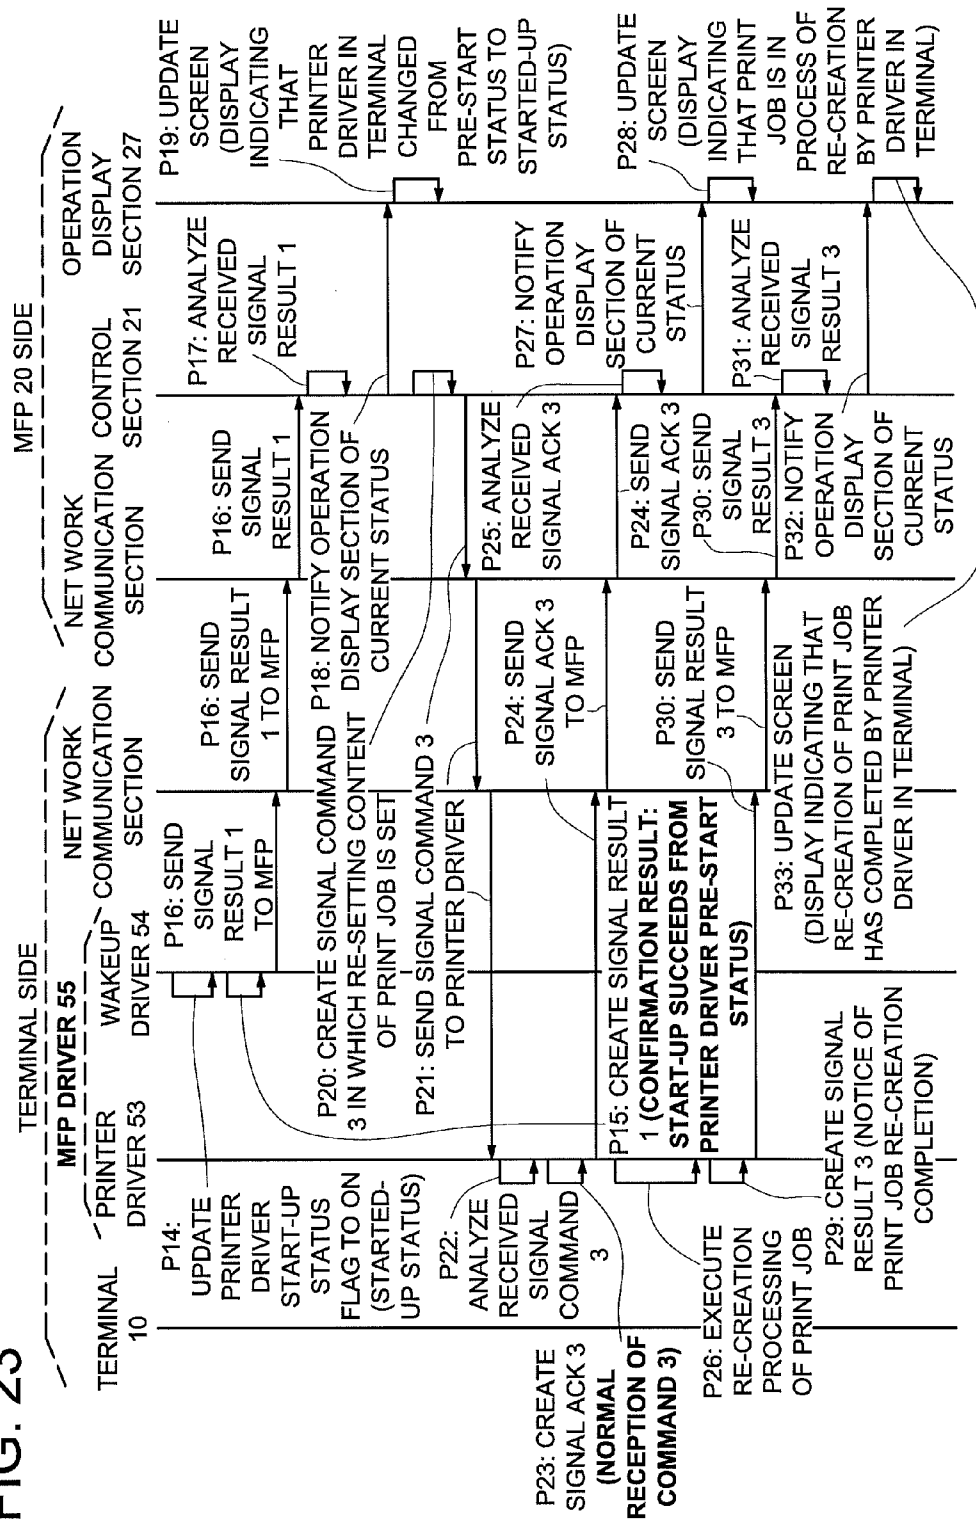 FIG. 23
TERMINAL SIDE
MFP 20 SIDE
MFP DRIVER 55
TERMINAL
10
PRINTER
DRIVER 53
WAKEUP
DRIVER 54
NET WORK
COMMUNICATION
SECTION
NET WORK
COMMUNICATION
SECTION
CONTROL
SECTION 21
OPERATION
DISPLAY
SECTION 27
P14:
UPDATE
PRINTER
DRIVER
START-UP
STATUS
FLAG TO ON
(STARTED-
UP STATUS)
P16: SEND
SIGNAL
RESULT 1
TO MFP
P16: SEND
SIGNAL RESULT
1 TO MFP
P16: SEND
SIGNAL
RESULT 1
P17: ANALYZE
RECEIVED
SIGNAL
RESULT 1
P19: UPDATE
SCREEN
(DISPLAY
INDICATING
THAT
PRINTER
DRIVER IN
TERMINAL
CHANGED
FROM
PRE-START
STATUS TO
STARTED-UP
STATUS)
P18: NOTIFY OPERATION
DISPLAY SECTION OF
CURRENT STATUS
P20: CREATE SIGNAL COMMAND
3 IN WHICH RE-SETTING CONTENT
OF PRINT JOB IS SET
P21: SEND SIGNAL COMMAND 3
TO PRINTER DRIVER
P22:
ANALYZE
RECEIVED
SIGNAL
COMMAND
3
P23: CREATE
SIGNAL ACK 3
(NORMAL
RECEPTION OF
COMMAND 3)
P24: SEND
SIGNAL ACK 3
TO MFP
P25: ANALYZE
RECEIVED
SIGNAL ACK 3
P24: SEND
SIGNAL ACK 3
P27: NOTIFY
OPERATION
DISPLAY
SECTION OF
CURRENT
STATUS
P28: UPDATE
SCREEN
(DISPLAY
INDICATING
THAT PRINT
JOB IS IN
PROCESS OF
RE-CREATION
BY PRINTER
DRIVER IN
TERMINAL)
P15: CREATE SIGNAL RESULT
1 (CONFIRMATION RESULT:
START-UP SUCCEEDS FROM
PRINTER DRIVER PRE-START
STATUS)
P26: EXECUTE
RE-CREATION
PROCESSING
OF PRINT JOB
P29: CREATE SIGNAL
RESULT 3 (NOTICE OF
PRINT JOB RE-CREATION
COMPLETION)
P30: SEND
SIGNAL RESULT
3 TO MFP
P30: SEND
SIGNAL
RESULT 3
P31: ANALYZE
RECEIVED
SIGNAL
RESULT 3
P32: NOTIFY
OPERATION
DISPLAY
SECTION OF
CURRENT
STATUS
P33: UPDATE SCREEN
(DISPLAY INDICATING THAT
RE-CREATION OF PRINT JOB
HAS COMPLETED BY PRINTER
DRIVER IN TERMINAL)